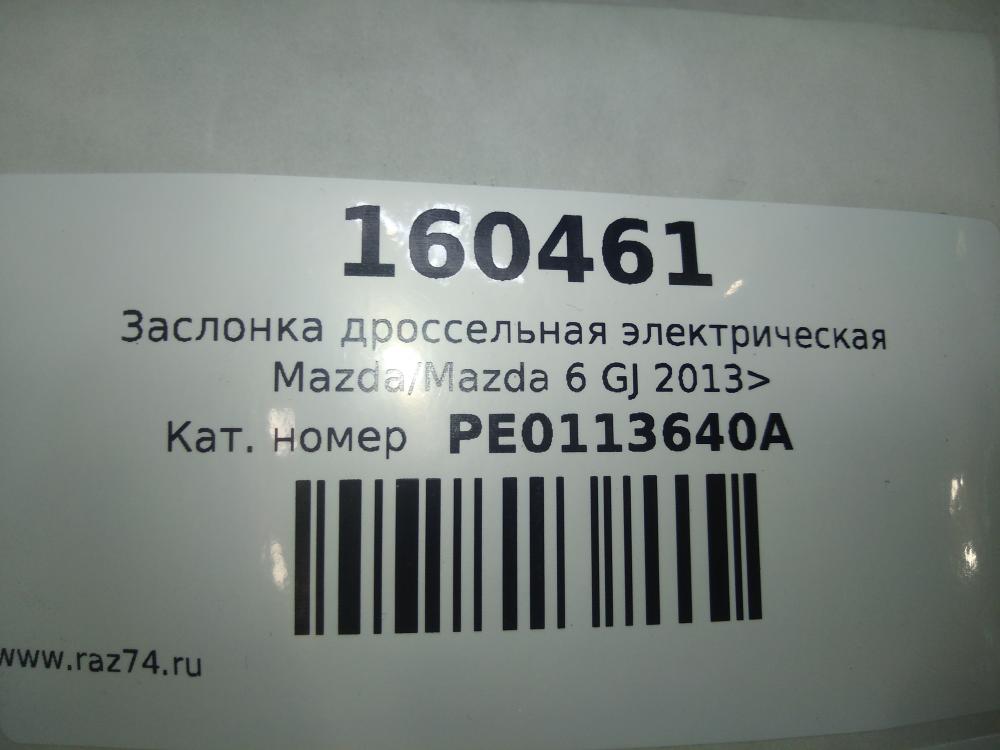 160461
Заслонка дроссельная электрическая
Mazda/Mazda 6 GJ 2013>
Кат. номер PE0113640A
www.raz74.ru